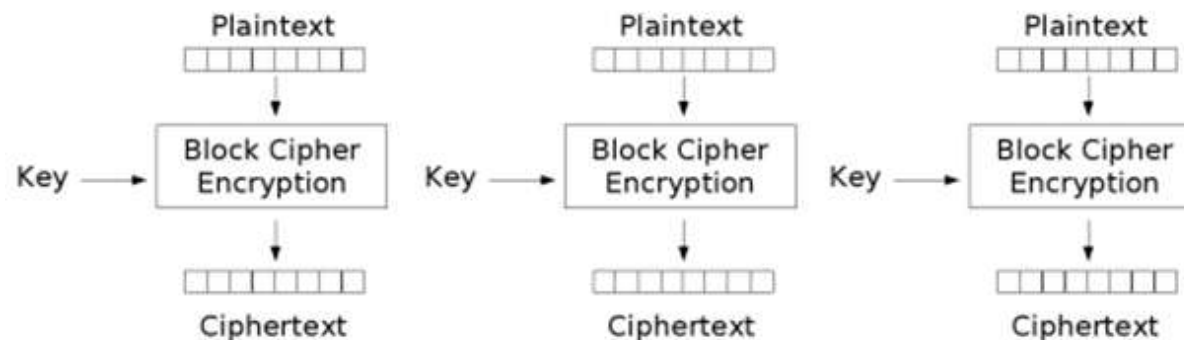 Plaintext Plaintext Plaintext
Key Block Cipher Encryption Key Block Cipher Encryption Key Block Cipher Encryption
Ciphertext Ciphertext Ciphertext